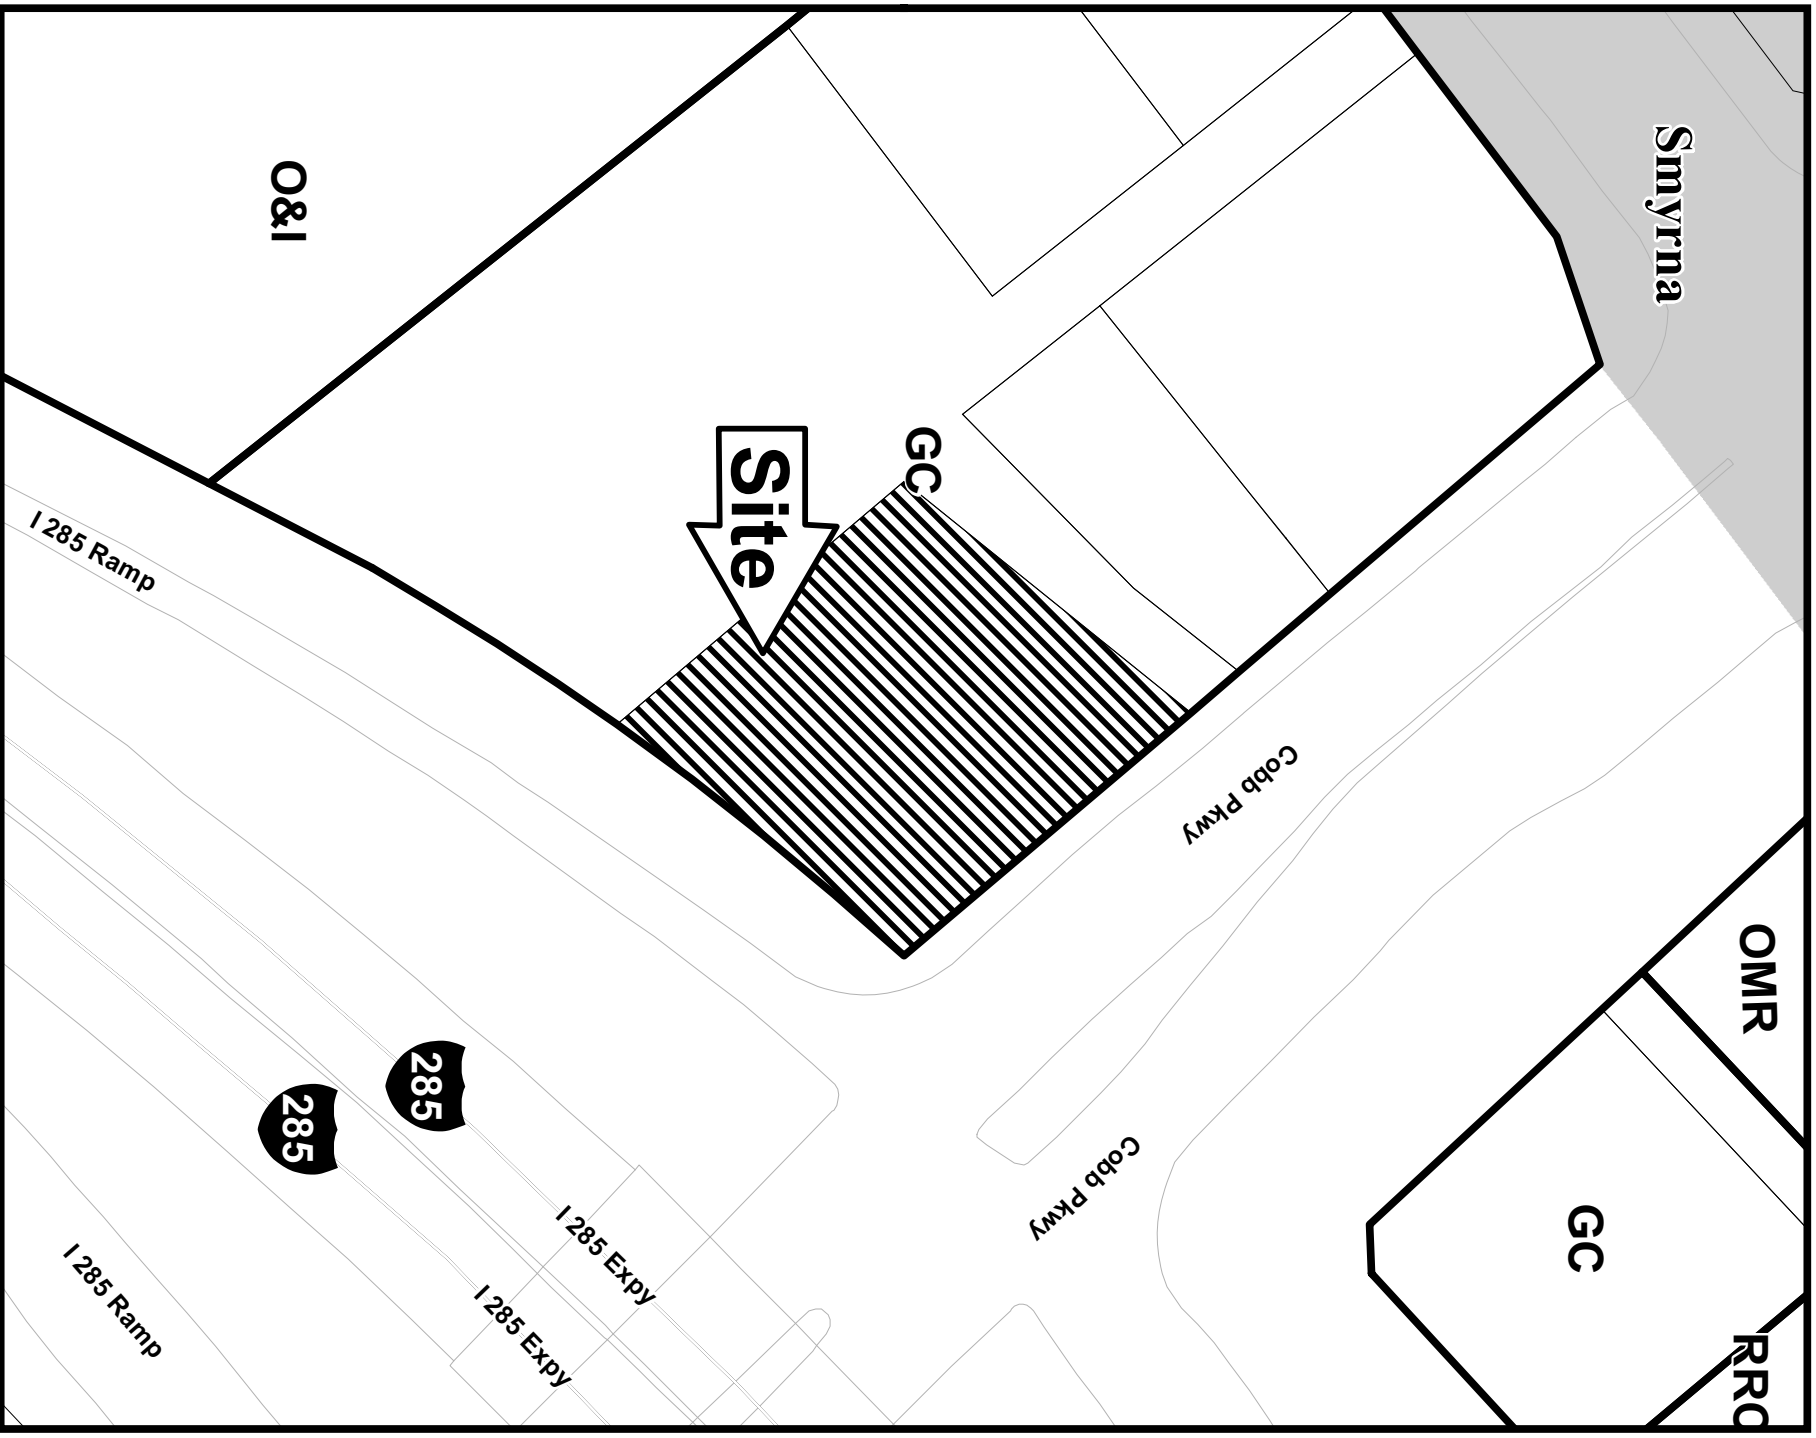 Smyrna
O&I
GC
Site
I 285 Ramp
Cobb Pkwy
OMR
285
285
Cobb Pkwy
I 285 Expy
I 285 Expy
GC
I 285 Ramp
RRC